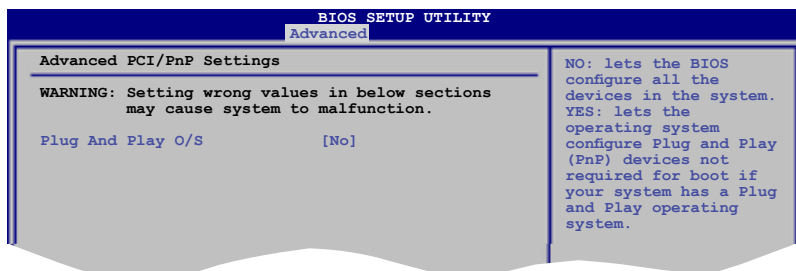 BIOS SETUP UTILITY
Advanced
Advanced PCI/PnP Settings
WARNING: Setting wrong values in below sections
may cause system to malfunction.
Plug And Play O/S [No]
NO: lets the BIOS
configure all the
devices in the system.
YES: lets the
operating system
configure Plug and Play
(PnP) devices not
required for boot if
your system has a Plug
and Play operating
system.